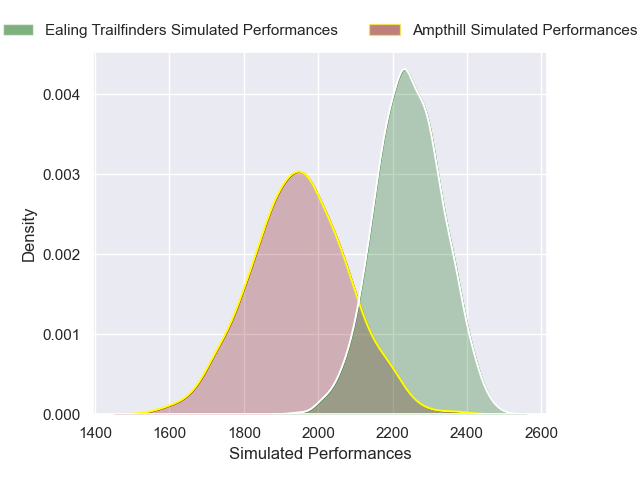 Ealing Trailfinders Simulated Performances Ampthill Simulated Performances
0.004
0.003
0.002
0.001
0.000
Density
1400 1600 1800 2000 2200 2400 2600
Simulated Performances